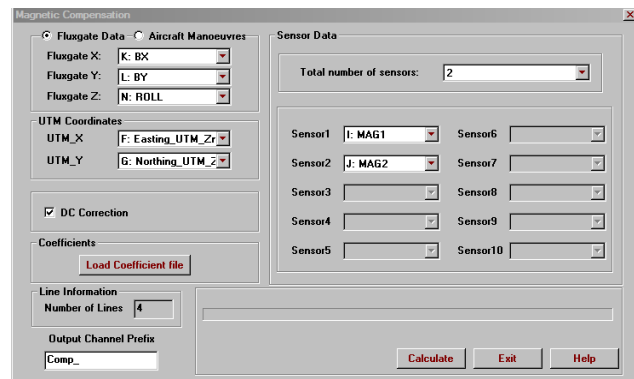 Magnetic Compensation
Fluxgate Data Aircraft Manoeuvres
Fluxgate X: K: BX
Fluxgate Y: L: BY
Fluxgate Z: N: ROLL
UTM Coordinates
UTM_X F: Easting_UTM_Zr
UTM_Y G: Northing_UTM_Z
DC Correction
Coefficients
Load Coefficient file
Line Information
Number of Lines 4
Output Channel Prefix
Comp_
Sensor Data
Total number of sensors: 2
Sensor1 I: MAG1 Sensor6
Sensor2 J: MAG2 Sensor7
Sensor3 Sensor8
Sensor4 Sensor9
Sensor5 Sensor10
Calculate Exit Help